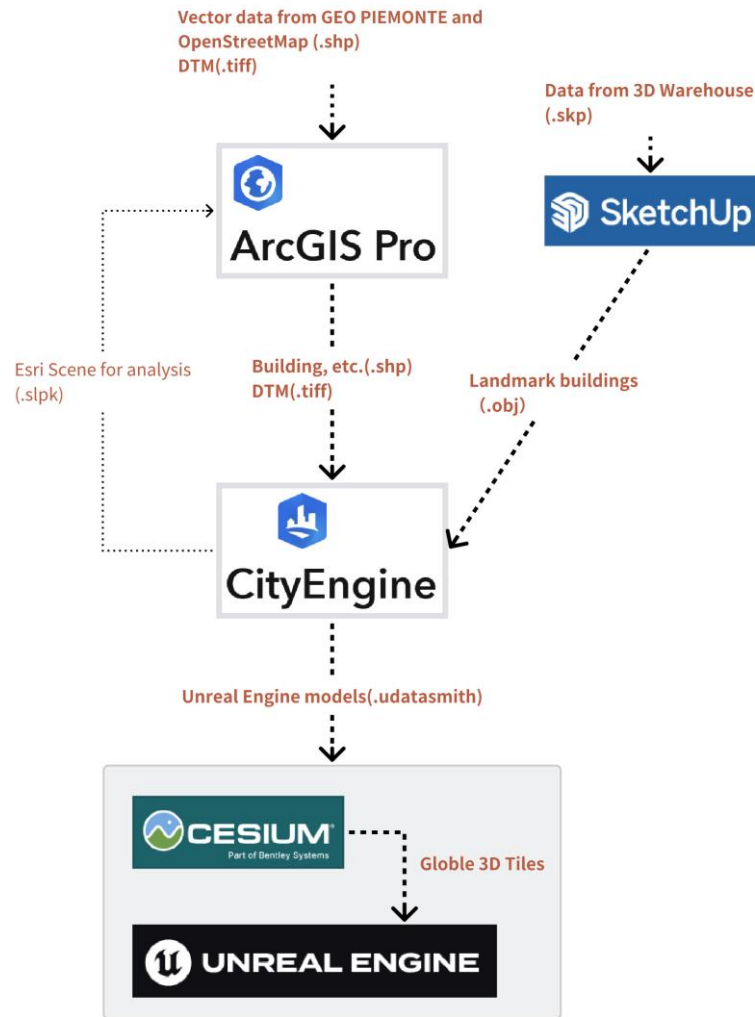 Vector data from GEO PIEMONTE and
OpenStreetMap (.shp)
DTM(.tiff)
Data from 3D Warehouse
(.skp)
ArcGIS Pro
SketchUp
Esri Scene for analysis
(.slpk)
Building, etc.(.shp)
DTM(.tiff)
Landmark buildings
(.obj)
CityEngine
Unreal Engine models(.udatasmith)
CESIUM®
Part of Bentley Systems
Globle 3D Tiles
UNREAL ENGINE